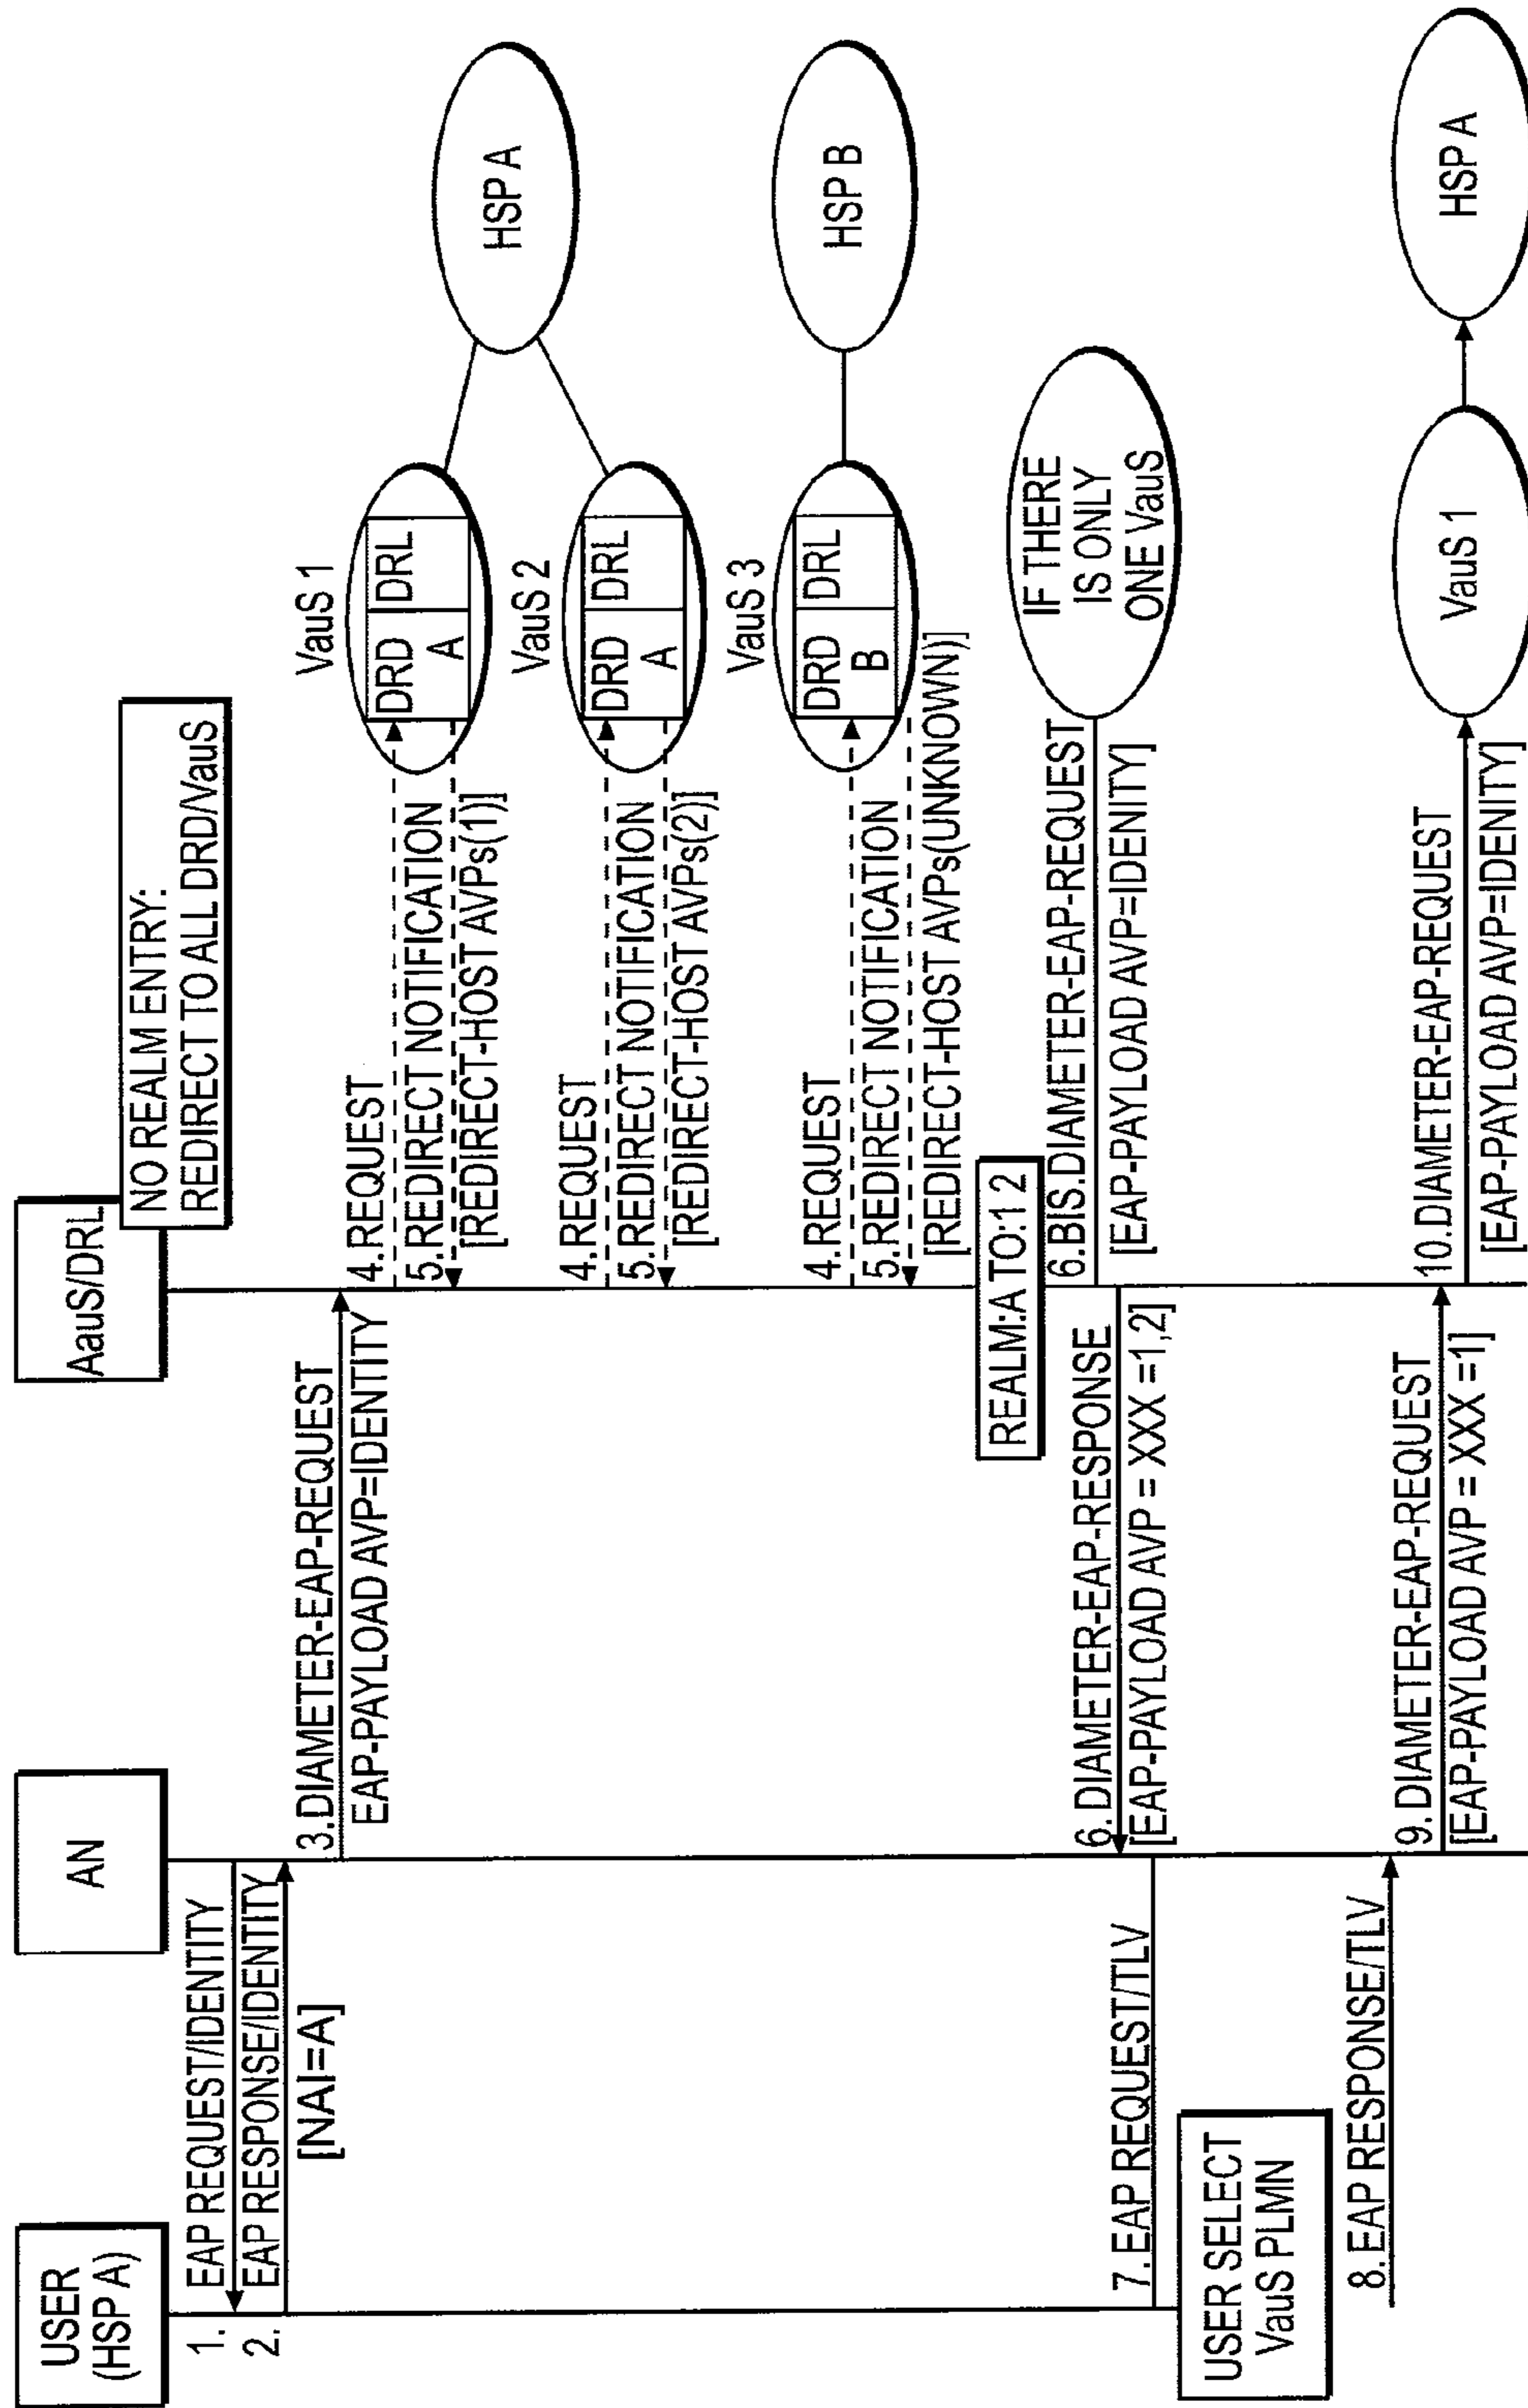 USER
(HSP A)
AN
AauS/DRL
NO REALM ENTRY:
REDIRECT TO ALL DRD/VauS
1. EAP REQUEST/IDENTITY
2. EAP RESPONSE/IDENTITY
[NAI=A]
3.DIAMETER-EAP-REQUEST
EAP-PAYLOAD AVP=IDENTITY
4.REQUEST
5.REDIRECT NOTIFICATION
[REDIRECT-HOST AVPs(1)]
VauS 1
DRD DRL
A
HSP A
4.REQUEST
5.REDIRECT NOTIFICATION
[REDIRECT-HOST AVPs(2)]
VauS 2
DRD DRL
A
4.REQUEST
5.REDIRECT NOTIFICATION
[REDIRECT-HOST AVPs(UNKNOWN)]
VauS 3
DRD DRL
B
HSP B
REALM:A TO:1 2
6.BIS.DIAMETER-EAP-REQUEST
[EAP-PAYLOAD AVP=IDENITY]
IF THERE
IS ONLY
ONE VauS
6. DIAMETER-EAP-RESPONSE
[EAP-PAYLOAD AVP = XXX =1,2]
7. EAP REQUEST/TLV
USER SELECT
VauS PLMN
8. EAP RESPONSE/TLV
9. DIAMETER-EAP-REQUEST
[EAP-PAYLOAD AVP = XXX =1]
10.DIAMETER-EAP-REQUEST
[EAP-PAYLOAD AVP=IDENITY]
VauS 1
HSP A